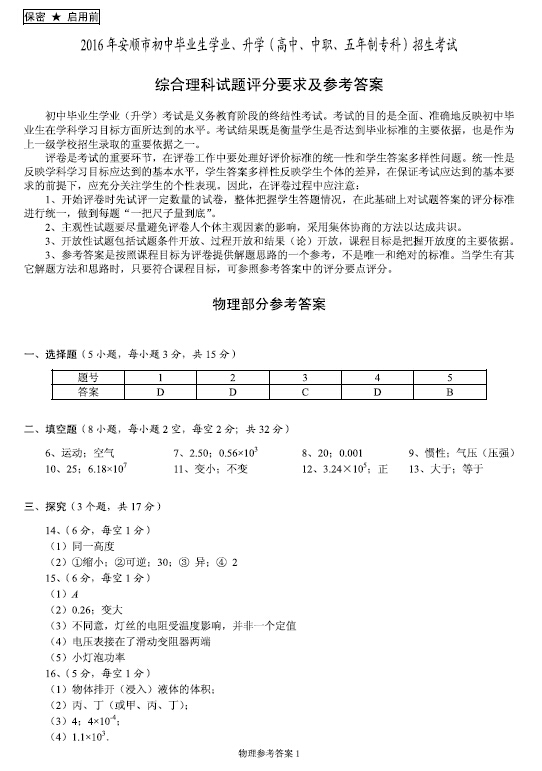 保密 ★ 启用前
2016 年安顺市初中毕业生学业、升学（高中、中职、五年制专科）招生考试
综合理科试题评分要求及参考答案
初中毕业生学业（升学）考试是义务教育阶段的终结性考试。考试的目的是全面、准确地反映初中毕
业生在学科学习目标方面所达到的水平。考试结果既是衡量学生是否达到毕业标准的主要依据，也是作为
上一级学校招生录取的重要依据之一。
评卷是考试的重要环节，在评卷工作中要处理好评价标准的统一性和学生答案多样性问题。统一性是
反映学科学习目标应达到的基本水平，学生答案多样性反映学生个体的差异，在保证考试应达到的基本要
求的前提下，应充分关注学生的个性表现。因此，在评卷过程中应注意：
1、开始评卷时先试评一定数量的试卷，整体把握学生答题情况，在此基础上对试题答案的评分标准
进行统一，做到每题“一把尺子量到底”。
2、主观性试题要尽量避免评卷人个体主观因素的影响，采用集体协商的方法以达成共识。
3、开放性试题包括试题条件开放、过程开放和结果（论）开放，课程目标是把握开放度的主要依据。
3、参考答案是按照课程目标为评卷提供解题思路的一个参考，不是唯一和绝对的标准。当学生有其
它解题方法和思路时，只要符合课程目标，可参照参考答案中的评分要点评分。
物理部分参考答案
一、选择题（5 小题，每小题 3 分，共 15 分）
题号 1 2 3 4 5
答案 D D C D B
二、填空题（8 小题，每小题 2 空，每空 2 分；共 32 分）
6、运动；空气 7、2.50；0.56×10³ 8、20；0.001 9、惯性；气压（压强）
10、25；6.18×10⁷ 11、变小；不变 12、3.24×10⁵；正 13、大于；等于
三、探究（3 个题，共 17 分）
14、（6 分，每空 1 分）
（1）同一高度
（2）①缩小；②可逆；30；③ 异；④ 2
15、（6 分，每空 1 分）
（1）A
（2）0.26；变大
（3）不同意，灯丝的电阻受温度影响，并非一个定值
（4）电压表接在了滑动变阻器两端
（5）小灯泡功率
16、（5 分，每空 1 分）
（1）物体排开（浸入）液体的体积；
（2）丙、丁（或甲、丙、丁）；
（3）4；4×10⁻⁴；
（4）1.1×10³．
物理参考答案 1